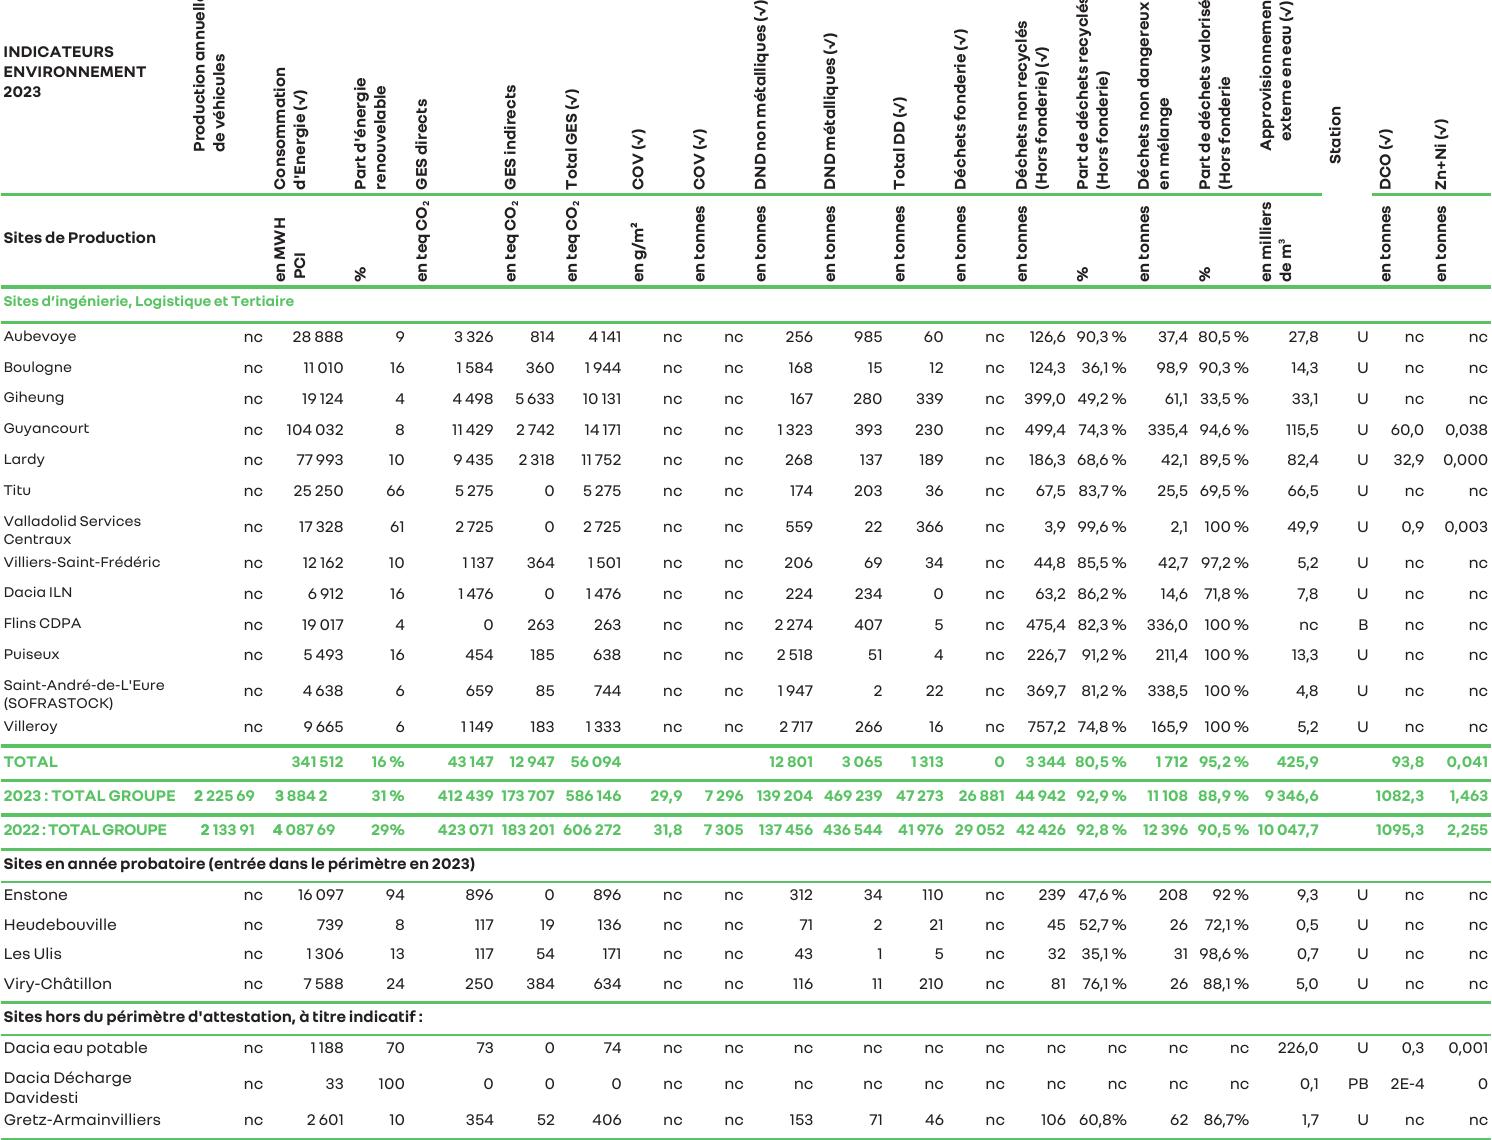 INDICATEURS
ENVIRONNEMENT
2023
Production annuelle
de véhicules
Consommation
d'Energie (√)
Part d'énergie
renouvelable
GES directs
GES indirects
Total GES (√)
COV (√)
COV (√)
DND non métalliques (√)
DND métalliques (√)
Total DD (√)
Déchets fonderie (√)
Déchets non recyclés
(Hors fonderie) (√)
Part de déchets recyclés
(Hors fonderie)
Déchets non dangereux
en mélange
Part de déchets valorisé
(Hors fonderie
Approvisionnemen
externe en eau (√)
Station
DCO (√)
Zn+Ni (√)
Sites de Production
en MWH
PCI
%
en teq CO₂
en teq CO₂
en teq CO₂
en g/m²
en tonnes
en tonnes
en tonnes
en tonnes
en tonnes
en tonnes
%
en tonnes
%
en milliers
de m³
en tonnes
en tonnes
Sites d'ingénierie, Logistique et Tertiaire
Aubevoye nc 28 888 9 3 326 814 4 141 nc nc 256 985 60 nc 126,6 90,3 % 37,4 80,5 % 27,8 U nc nc
Boulogne nc 11 010 16 1 584 360 1 944 nc nc 168 15 12 nc 124,3 36,1 % 98,9 90,3 % 14,3 U nc nc
Giheung nc 19 124 4 4 498 5 633 10 131 nc nc 167 280 339 nc 399,0 49,2 % 61,1 33,5 % 33,1 U nc nc
Guyancourt nc 104 032 8 11 429 2 742 14 171 nc nc 1 323 393 230 nc 499,4 74,3 % 335,4 94,6 % 115,5 U 60,0 0,038
Lardy nc 77 993 10 9 435 2 318 11 752 nc nc 268 137 189 nc 186,3 68,6 % 42,1 89,5 % 82,4 U 32,9 0,000
Titu nc 25 250 66 5 275 0 5 275 nc nc 174 203 36 nc 67,5 83,7 % 25,5 69,5 % 66,5 U nc nc
Valladolid Services
Centraux nc 17 328 61 2 725 0 2 725 nc nc 559 22 366 nc 3,9 99,6 % 2,1 100 % 49,9 U 0,9 0,003
Villiers-Saint-Frédéric nc 12 162 10 1 137 364 1 501 nc nc 206 69 34 nc 44,8 85,5 % 42,7 97,2 % 5,2 U nc nc
Dacia ILN nc 6 912 16 1 476 0 1 476 nc nc 224 234 0 nc 63,2 86,2 % 14,6 71,8 % 7,8 U nc nc
Flins CDPA nc 19 017 4 0 263 263 nc nc 2 274 407 5 nc 475,4 82,3 % 336,0 100 % nc B nc nc
Puiseux nc 5 493 16 454 185 638 nc nc 2 518 51 4 nc 226,7 91,2 % 211,4 100 % 13,3 U nc nc
Saint-André-de-L'Eure
(SOFRASTOCK) nc 4 638 6 659 85 744 nc nc 1 947 2 22 nc 369,7 81,2 % 338,5 100 % 4,8 U nc nc
Villeroy nc 9 665 6 1 149 183 1 333 nc nc 2 717 266 16 nc 757,2 74,8 % 165,9 100 % 5,2 U nc nc
TOTAL 341 512 16 % 43 147 12 947 56 094 12 801 3 065 1 313 0 3 344 80,5 % 1 712 95,2 % 425,9 93,8 0,041
2023 : TOTAL GROUPE 2 225 69 3 884 2 31 % 412 439 173 707 586 146 29,9 7 296 139 204 469 239 47 273 26 881 44 942 92,9 % 11 108 88,9 % 9 346,6 1082,3 1,463
2022 : TOTAL GROUPE 2 133 91 4 087 69 29% 423 071 183 201 606 272 31,8 7 305 137 456 436 544 41 976 29 052 42 426 92,8 % 12 396 90,5 % 10 047,7 1095,3 2,255
Sites en année probatoire (entrée dans le périmètre en 2023)
Enstone nc 16 097 94 896 0 896 nc nc 312 34 110 nc 239 47,6 % 208 92 % 9,3 U nc nc
Heudebouville nc 739 8 117 19 136 nc nc 71 2 21 nc 45 52,7 % 26 72,1 % 0,5 U nc nc
Les Ulis nc 1 306 13 117 54 171 nc nc 43 1 5 nc 32 35,1 % 31 98,6 % 0,7 U nc nc
Viry-Châtillon nc 7 588 24 250 384 634 nc nc 116 11 210 nc 81 76,1 % 26 88,1 % 5,0 U nc nc
Sites hors du périmètre d'attestation, à titre indicatif :
Dacia eau potable nc 1 188 70 73 0 74 nc nc nc nc nc nc nc nc nc nc 226,0 U 0,3 0,001
Dacia Décharge
Davidesti nc 33 100 0 0 0 nc nc nc nc nc nc nc nc nc nc 0,1 PB 2E-4 0
Gretz-Armainvilliers nc 2 601 10 354 52 406 nc nc 153 71 46 nc 106 60,8% 62 86,7% 1,7 U nc nc